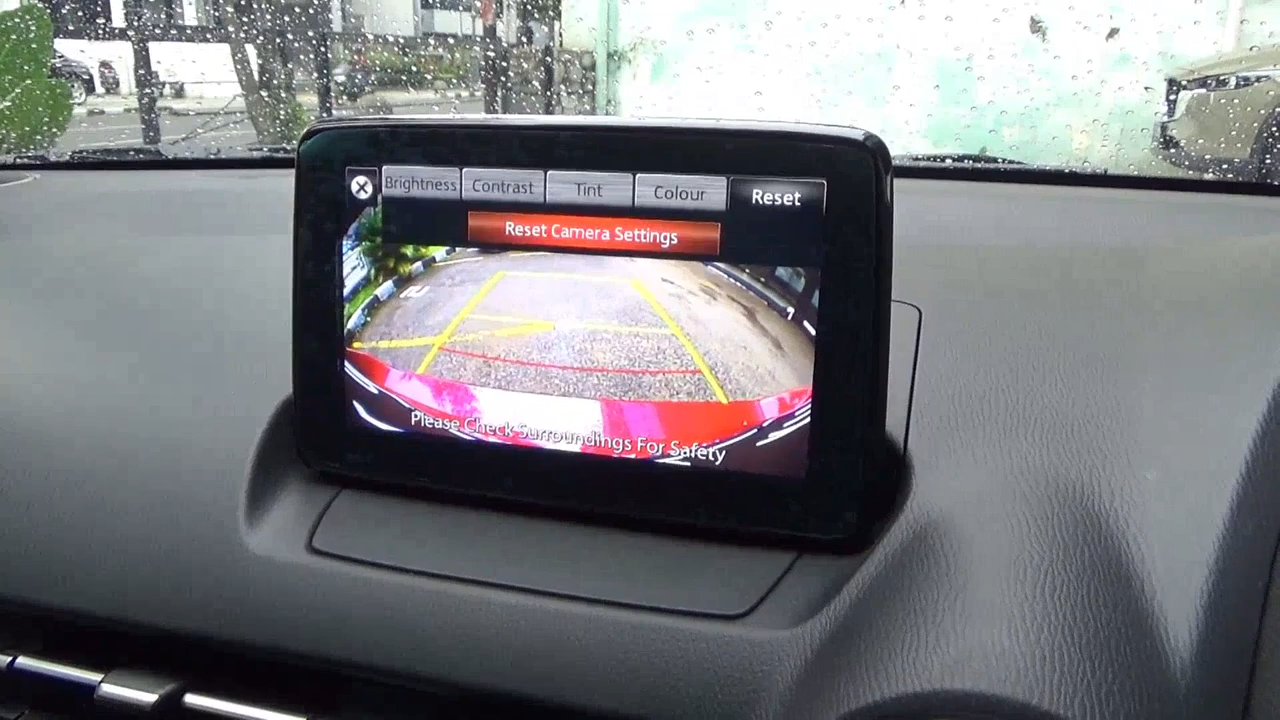 Brightness Contrast Tint Colour Reset
Reset Camera Settings
Please Check Surroundings For Safety